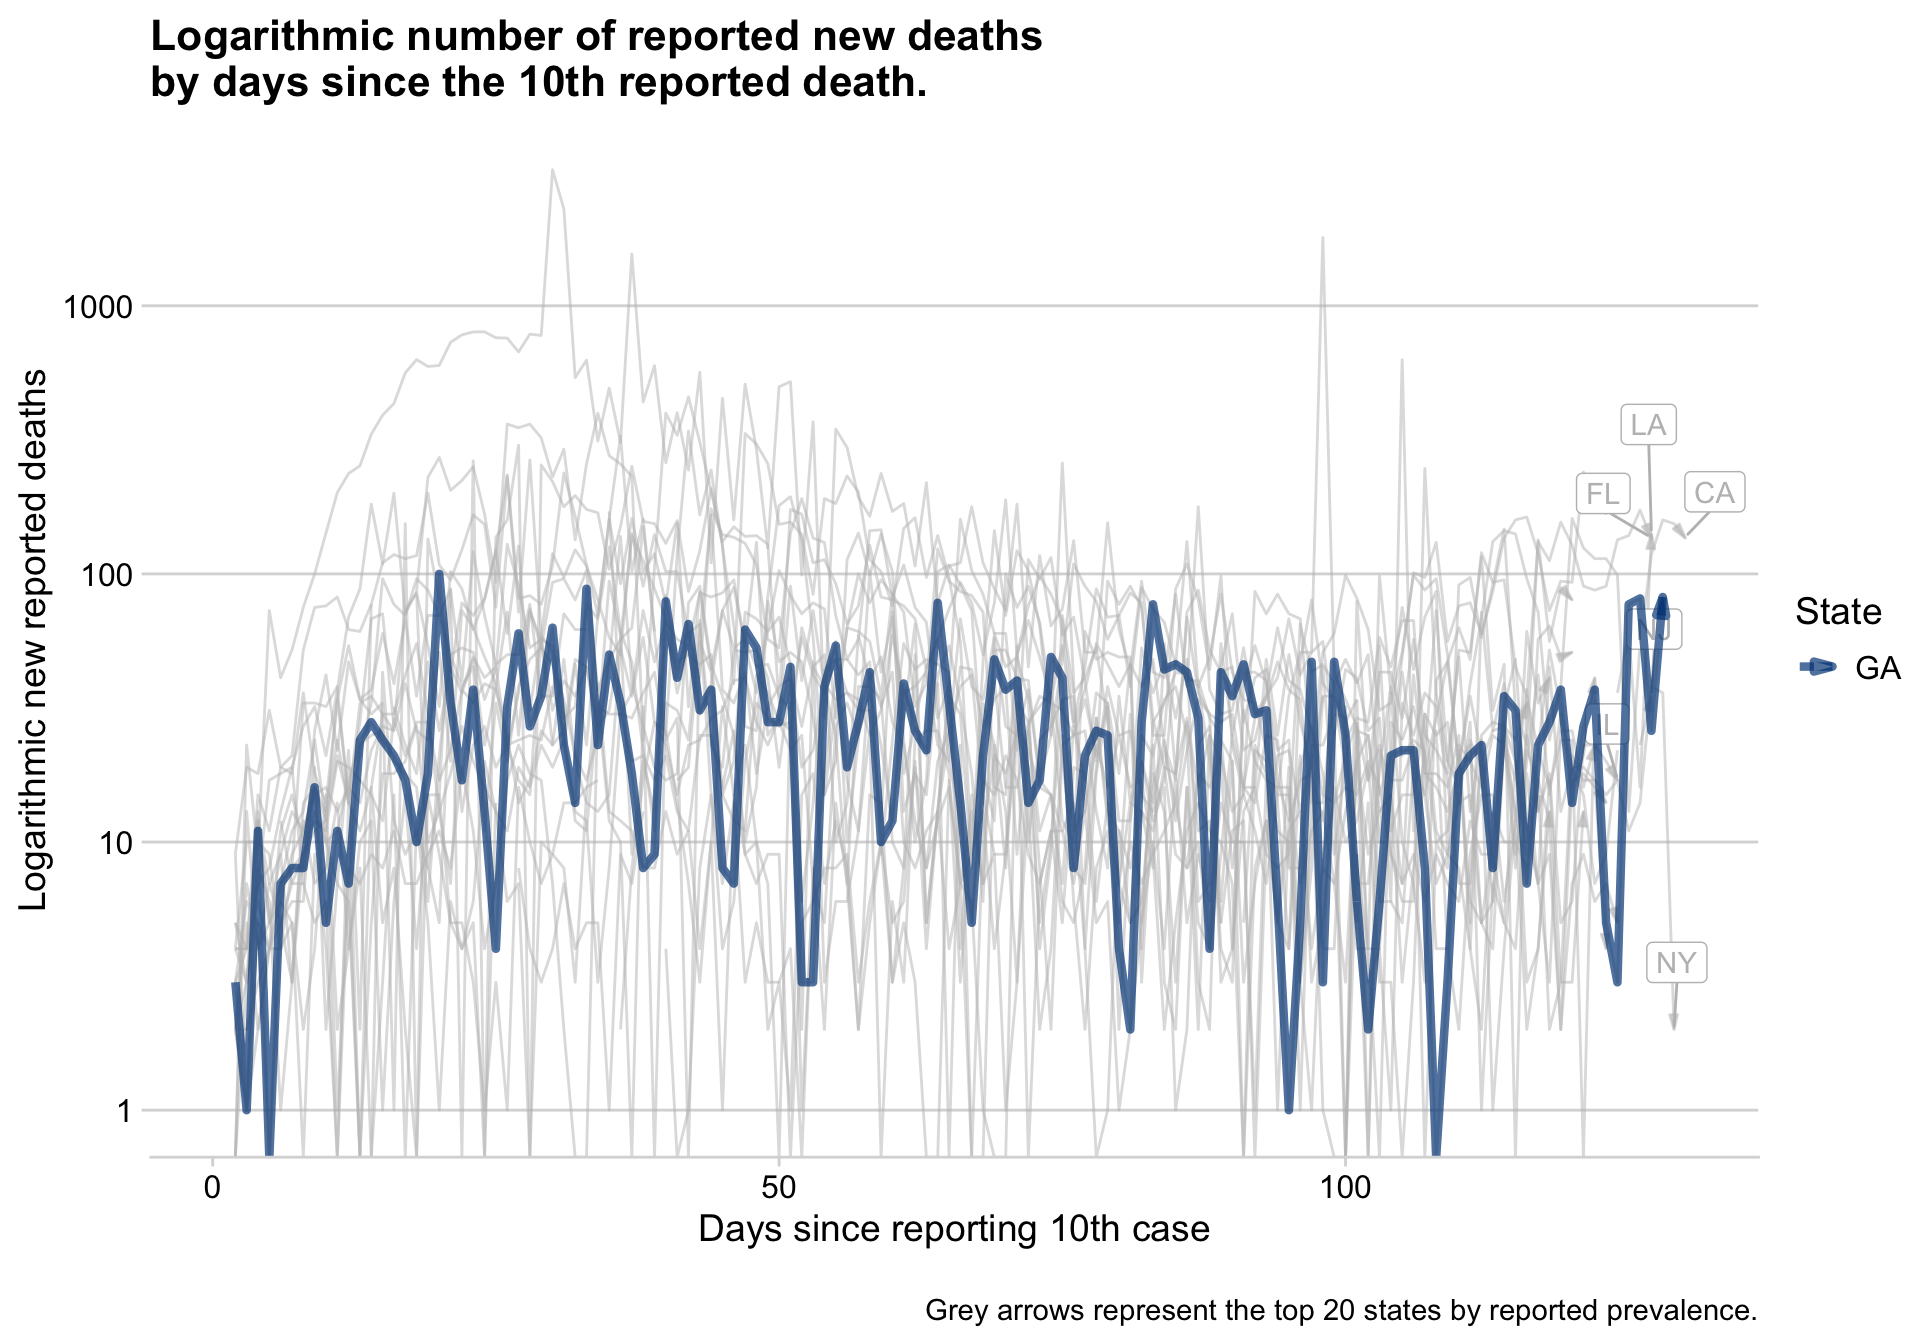 Logarithmic number of reported new deaths
by days since the 10th reported death.
Logarithmic new reported deaths
1000
100
10
1
LA
FL
CA
NJ
NY
State
GA
0
50
100
Days since reporting 10th case
Grey arrows represent the top 20 states by reported prevalence.